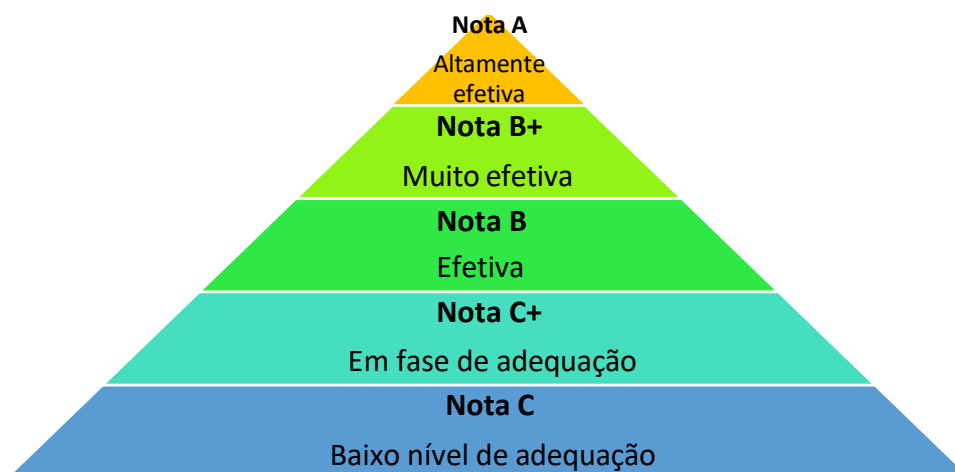 Nota A
Altamente
efetiva
Nota B+
Muito efetiva
Nota B
Efetiva
Nota C+
Em fase de adequação
Nota C
Baixo nível de adequação